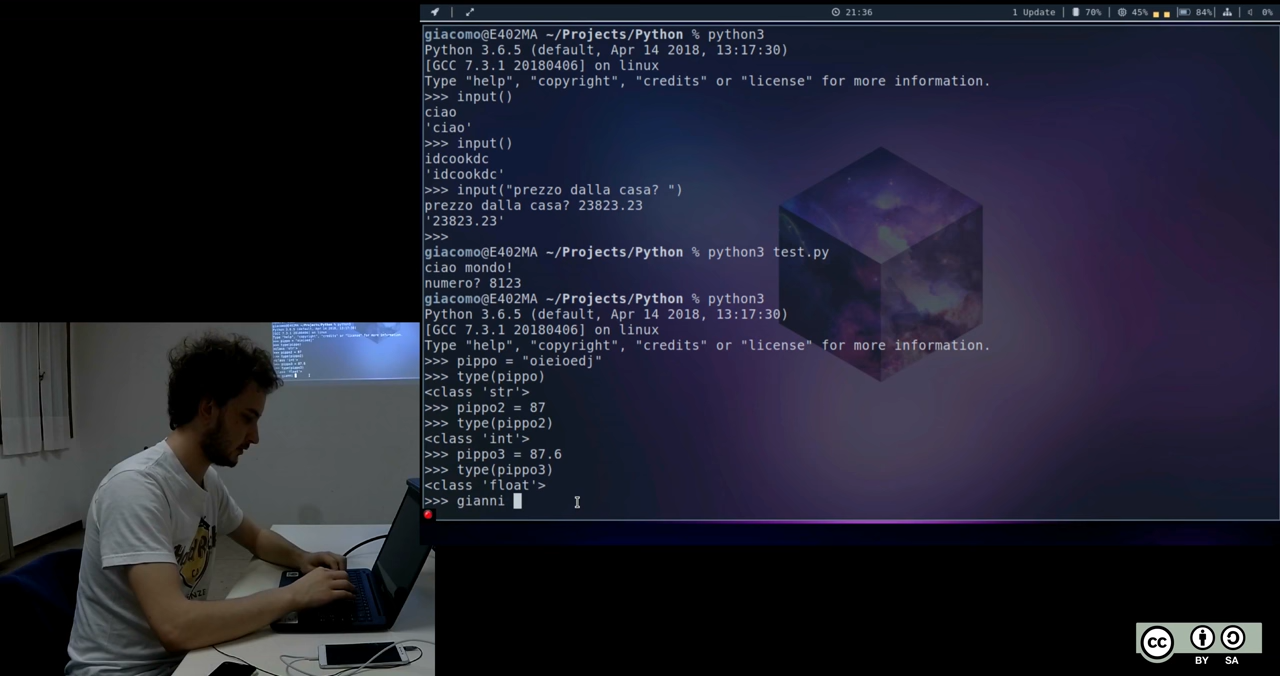 21:36
1 Update
70%
45%
84%
0%
giacomo@E402MA ~/Projects/Python % python3
Python 3.6.5 (default, Apr 14 2018, 13:17:30)
[GCC 7.3.1 20180406] on linux
Type "help", "copyright", "credits" or "license" for more information.
>>> input()
ciao
'ciao'
>>> input()
idcookdc
'idcookdc'
>>> input("prezzo dalla casa? ")
prezzo dalla casa? 23823.23
'23823.23'
>>>
giacomo@E402MA ~/Projects/Python % python3 test.py
ciao mondo!
numero? 8123
giacomo@E402MA ~/Projects/Python % python3
Python 3.6.5 (default, Apr 14 2018, 13:17:30)
[GCC 7.3.1 20180406] on linux
Type "help", "copyright", "credits" or "license" for more information.
>>> pippo = "oieioedj"
>>> type(pippo)
<class 'str'>
>>> pippo2 = 87
>>> type(pippo2)
<class 'int'>
>>> pippo3 = 87.6
>>> type(pippo3)
<class 'float'>
>>> gianni
CC
BY SA